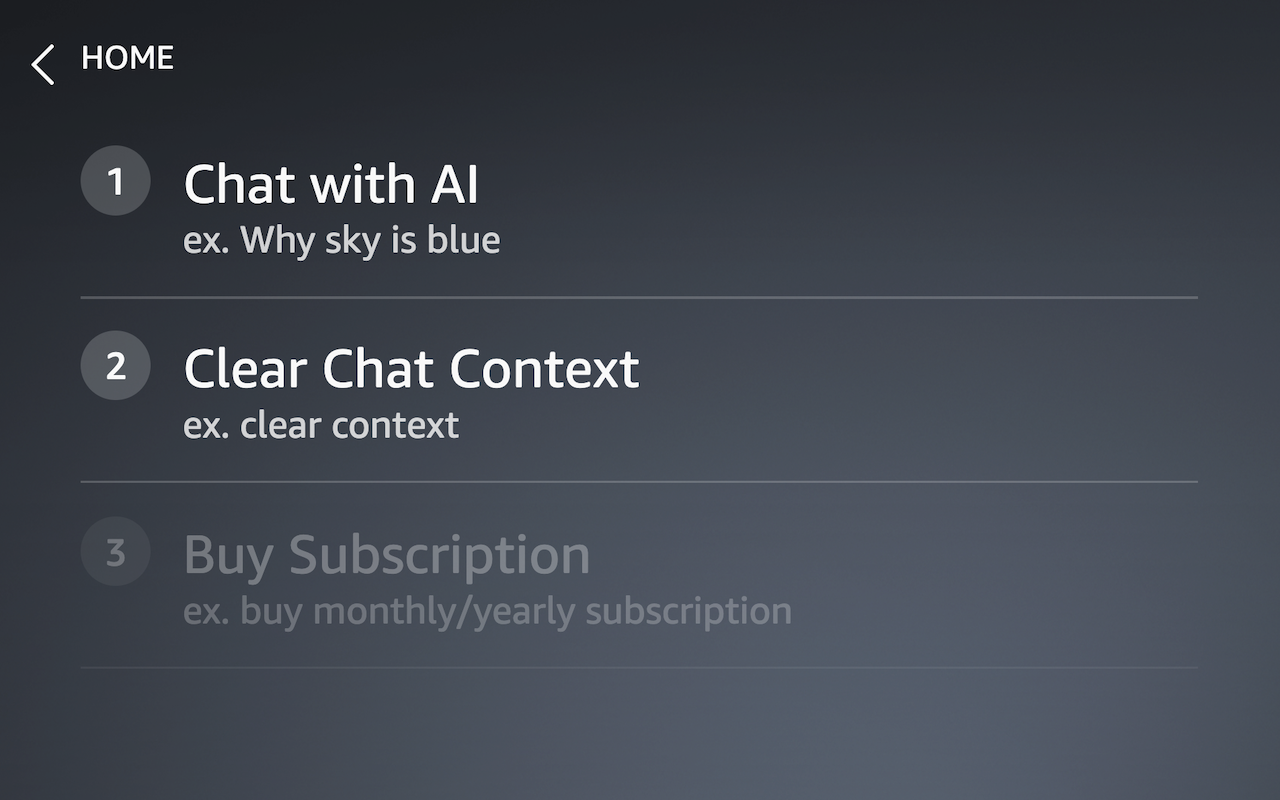 HOME
1
Chat with AI
ex. Why sky is blue
2
Clear Chat Context
ex. clear context
3
Buy Subscription
ex. buy monthly/yearly subscription